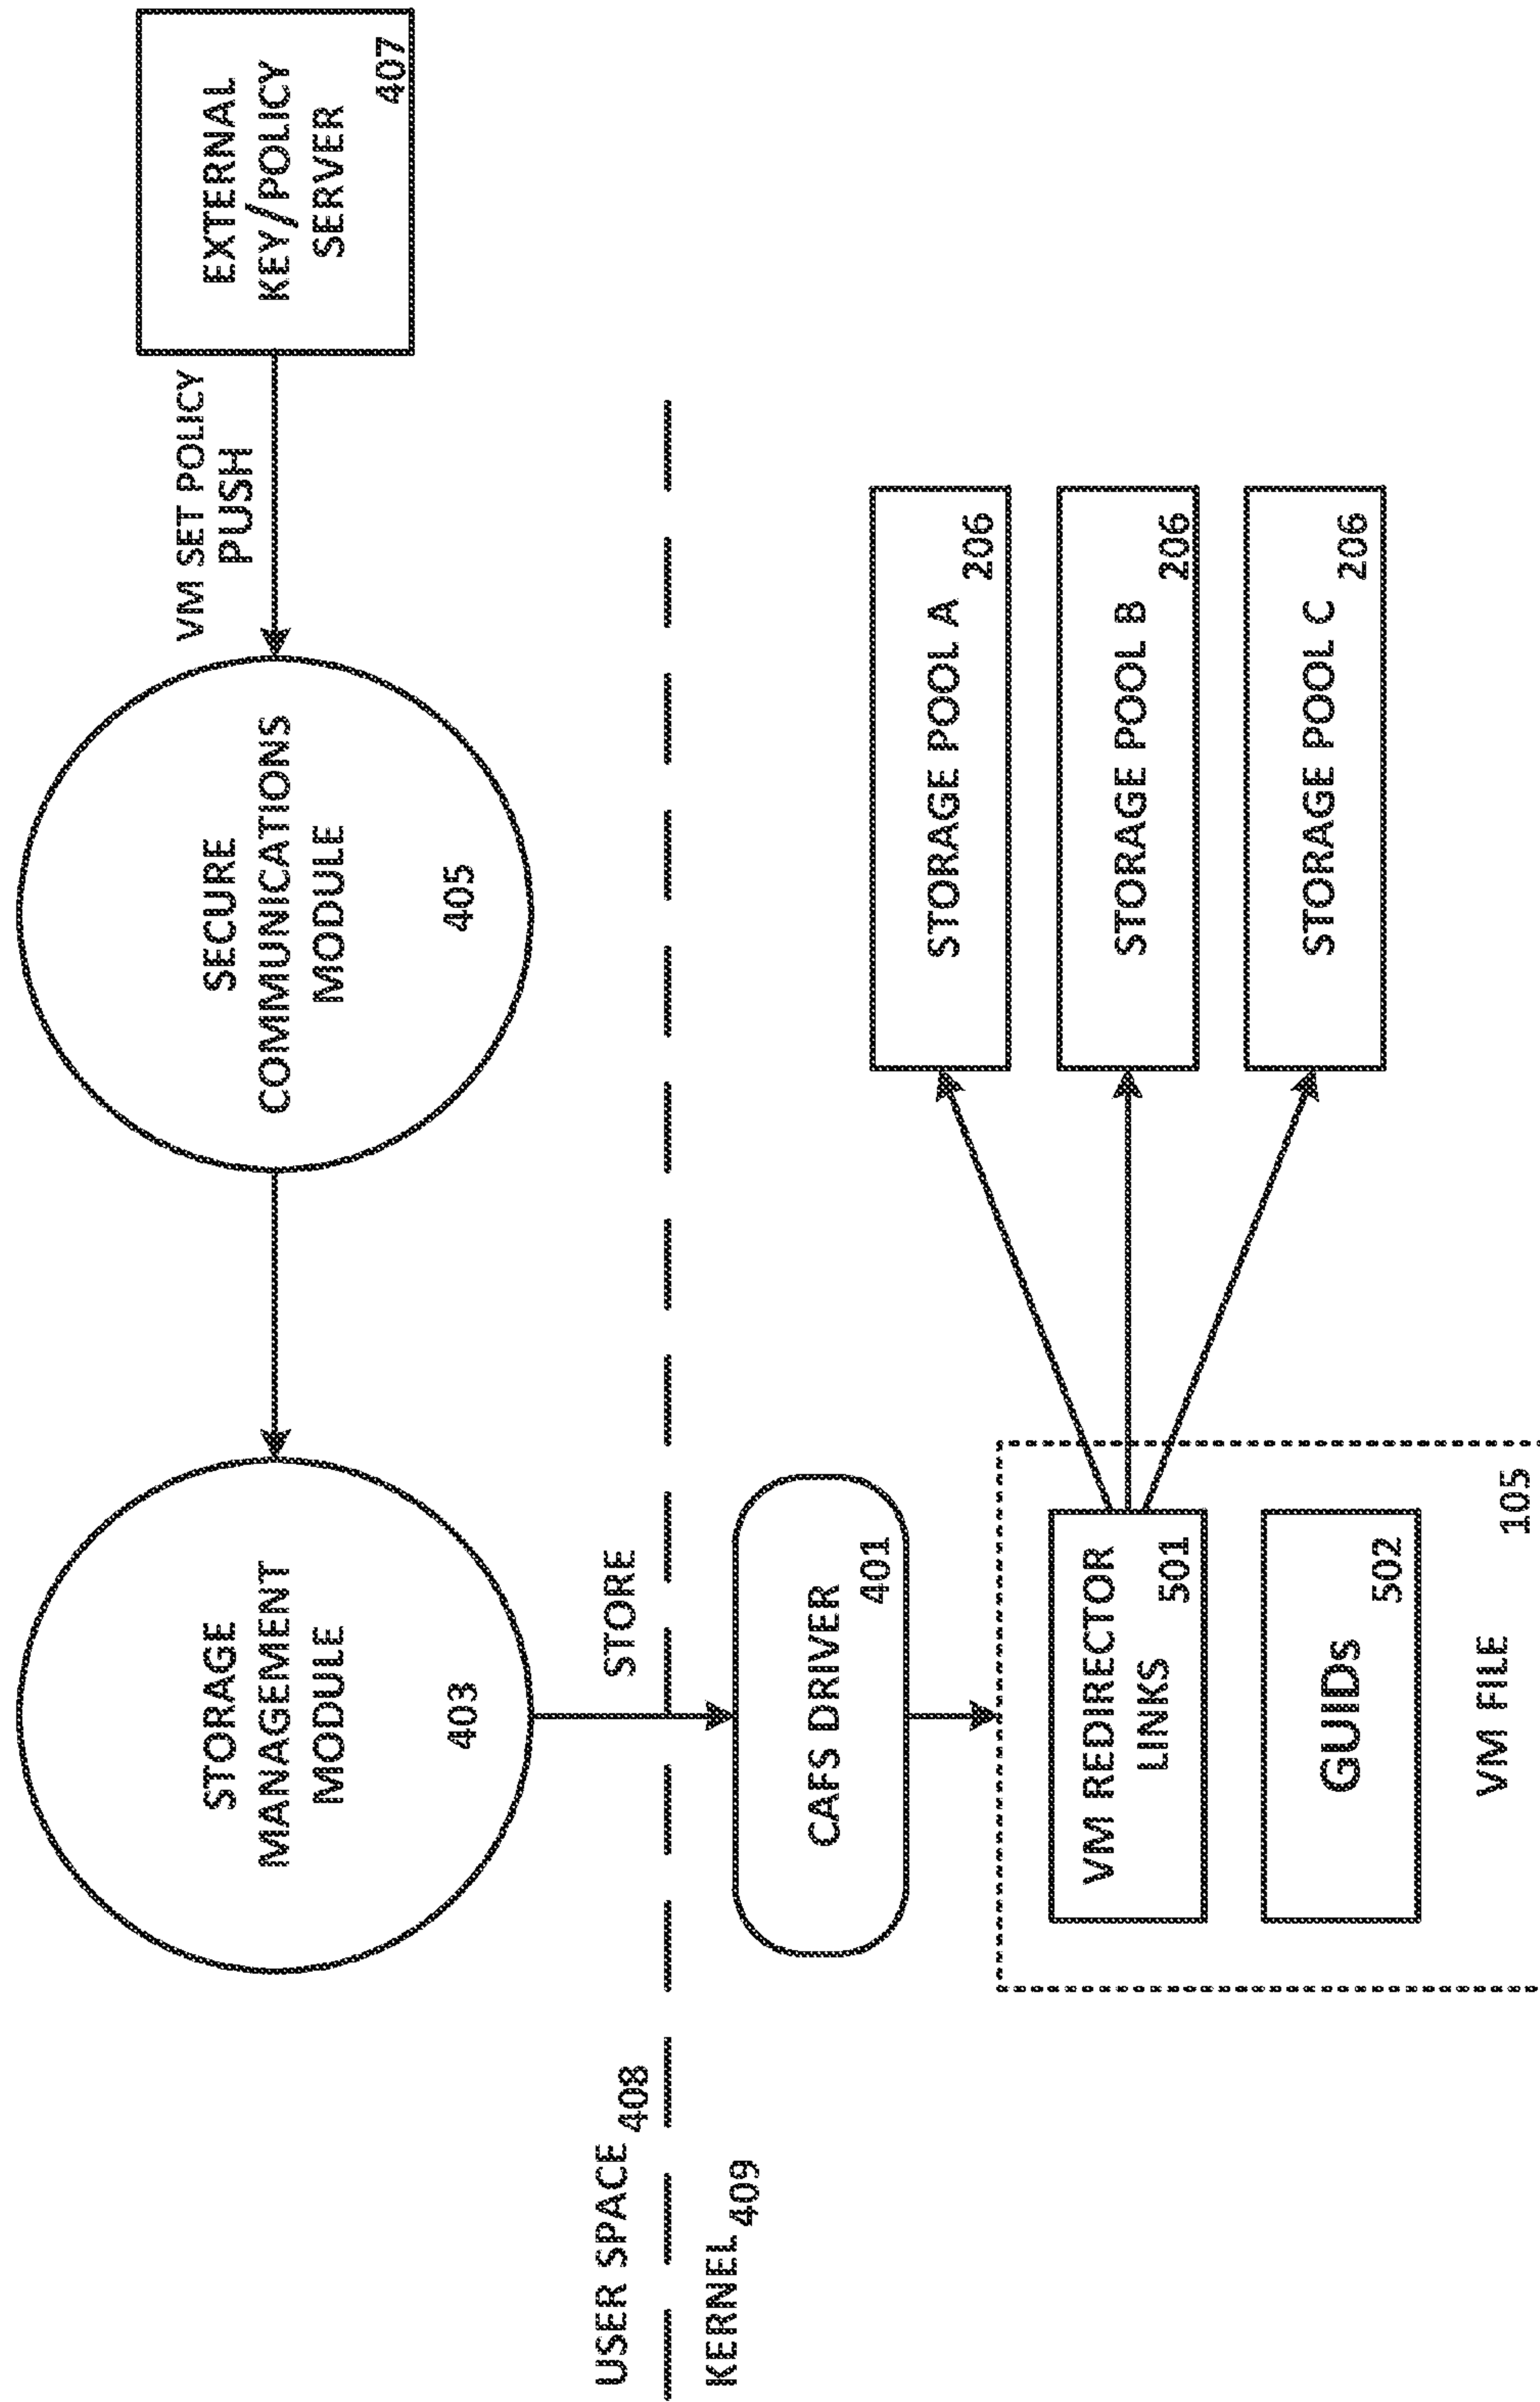 STORAGE
MANAGEMENT
MODULE
403
SECURE
COMMUNICATIONS
MODULE
405
VM SET POLICY
PUSH
EXTERNAL
KEY/POLICY
SERVER
407
USER SPACE 408
STORE
KERNEL 409
CAFS DRIVER
401
VM REDIRECTOR
LINKS
501
GUIDs
502
VM FILE
105
STORAGE POOL A
206
STORAGE POOL B
206
STORAGE POOL C
206